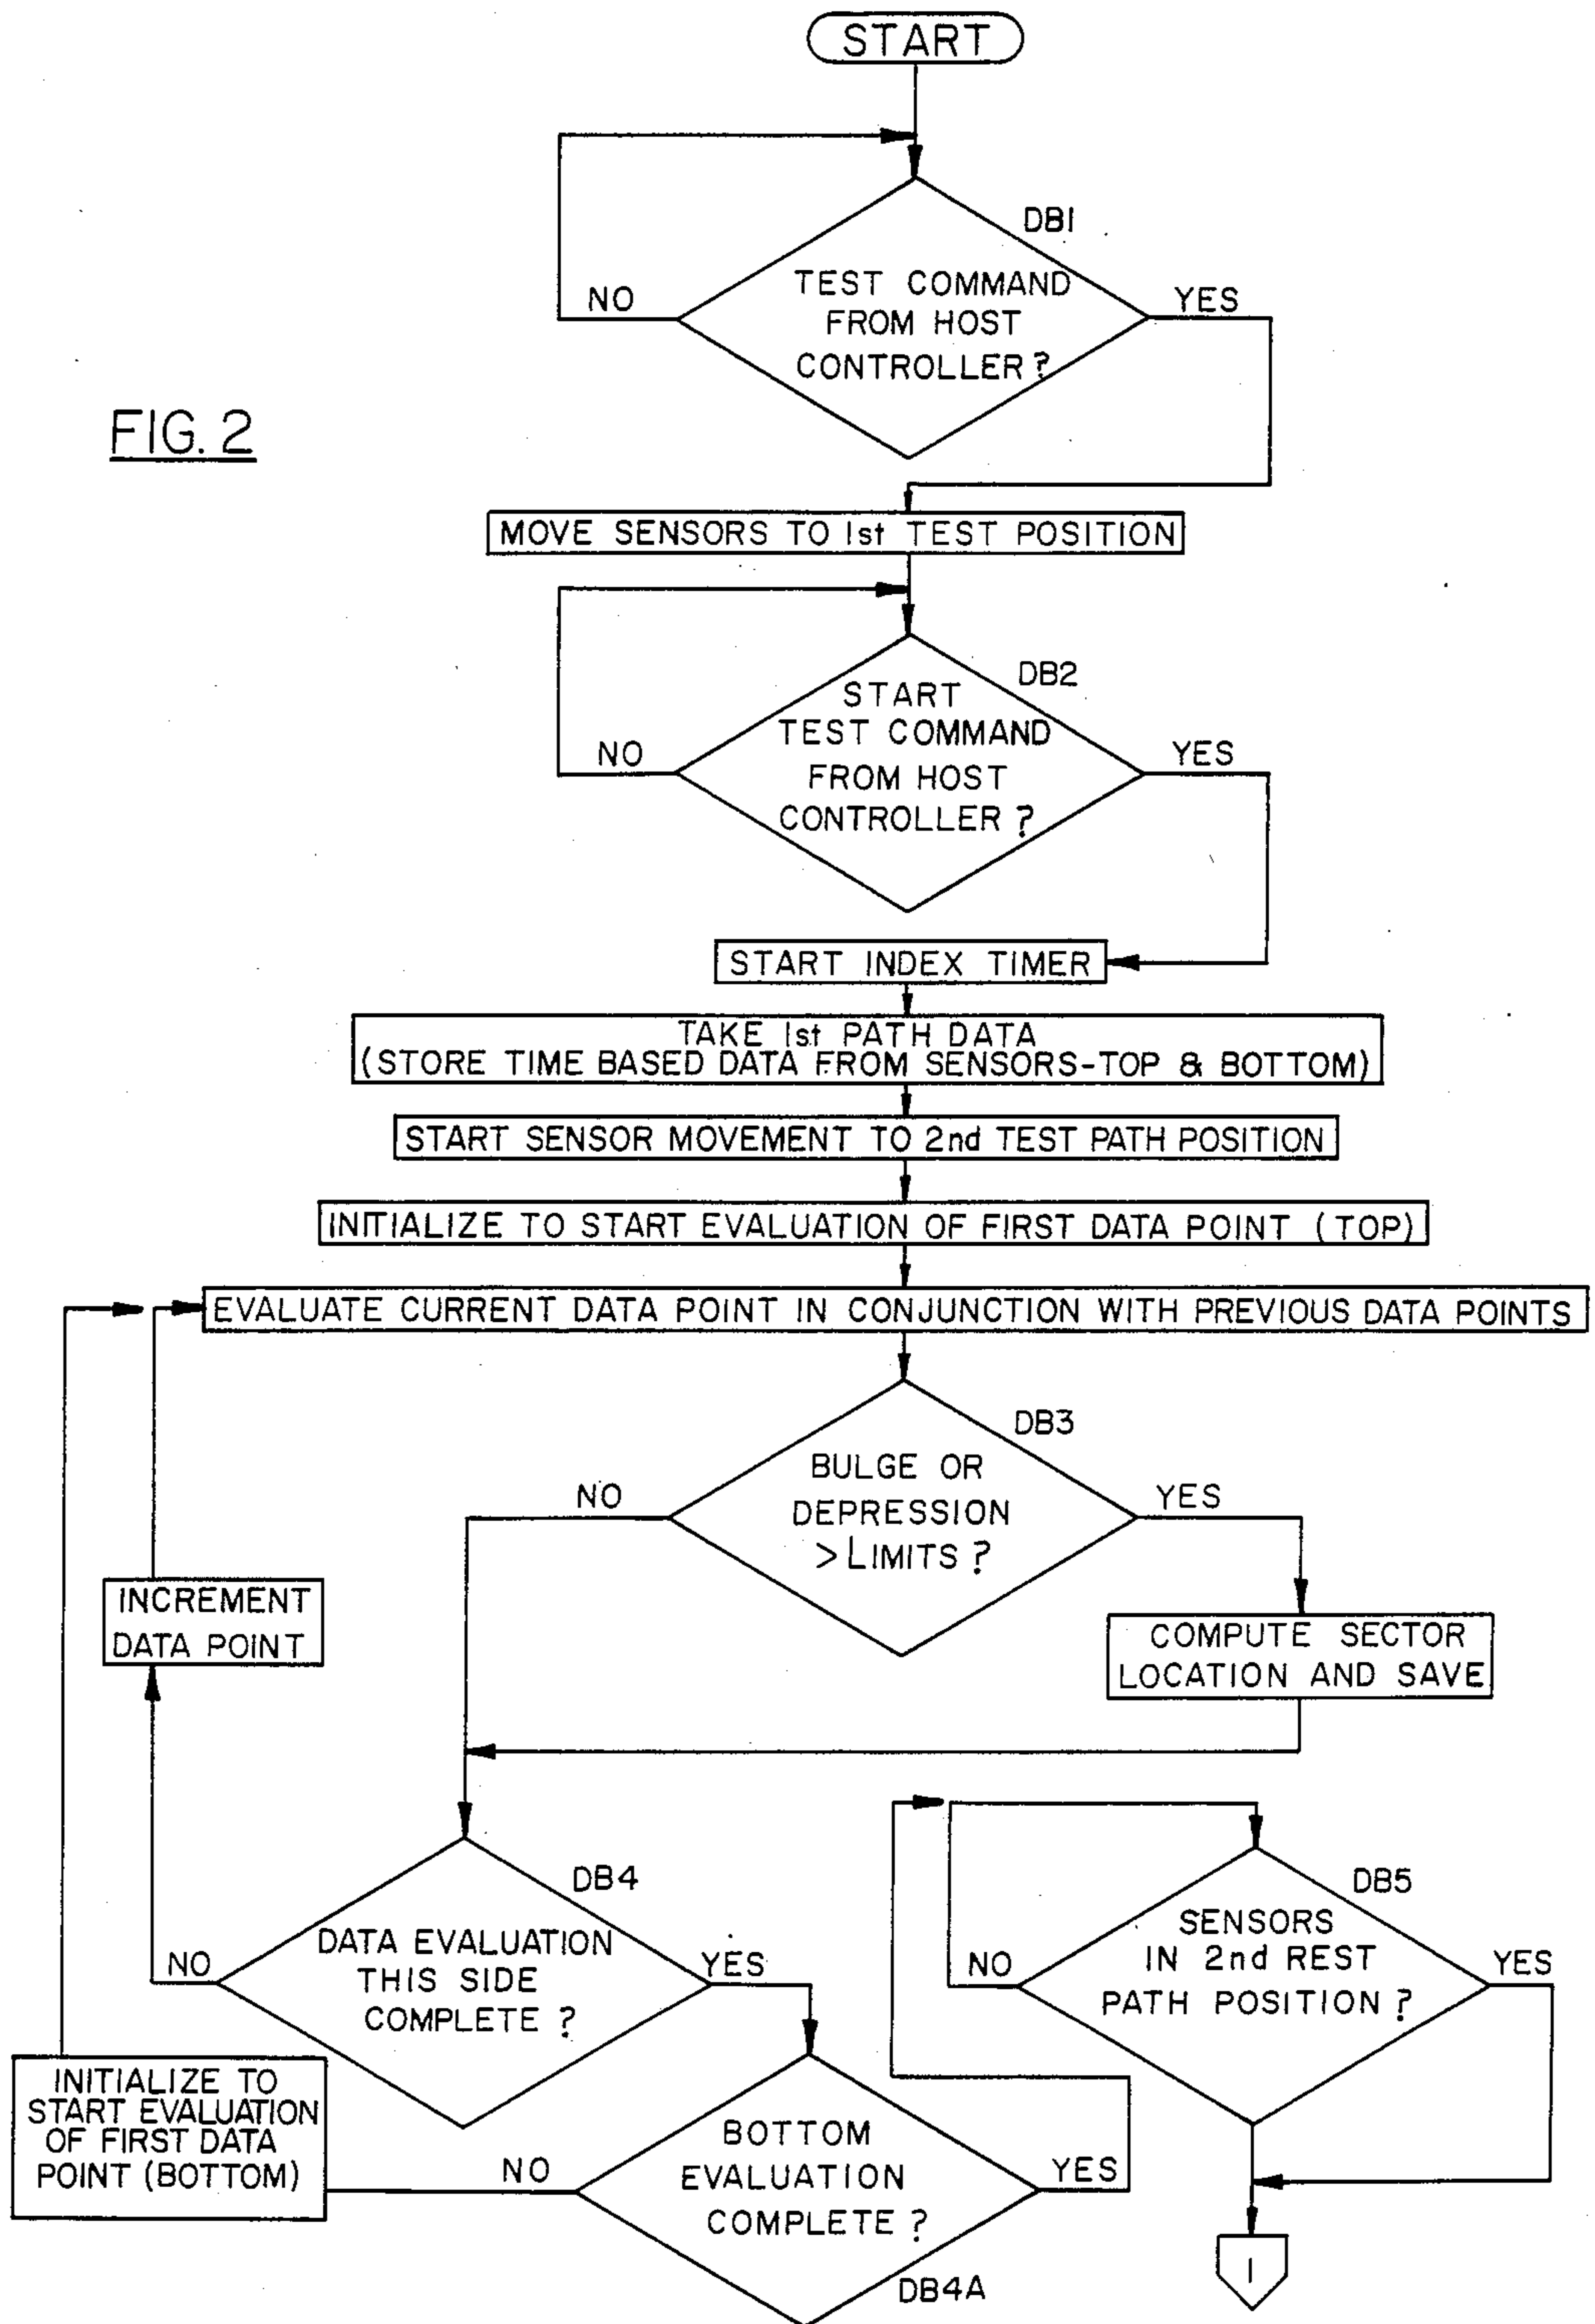 START
DB1
TEST COMMAND
FROM HOST
CONTROLLER?
NO
YES
FIG. 2
MOVE SENSORS TO 1st TEST POSITION
DB2
START
TEST COMMAND
FROM HOST
CONTROLLER?
NO
YES
START INDEX TIMER
TAKE 1st PATH DATA
(STORE TIME BASED DATA FROM SENSORS-TOP & BOTTOM)
START SENSOR MOVEMENT TO 2nd TEST PATH POSITION
INITIALIZE TO START EVALUATION OF FIRST DATA POINT (TOP)
EVALUATE CURRENT DATA POINT IN CONJUNCTION WITH PREVIOUS DATA POINTS
DB3
BULGE OR
DEPRESSION
>LIMITS?
NO
YES
INCREMENT
DATA POINT
COMPUTE SECTOR
LOCATION AND SAVE
DB4
DATA EVALUATION
THIS SIDE
COMPLETE?
NO
YES
DB5
SENSORS
IN 2nd REST
PATH POSITION?
NO
YES
INITIALIZE TO
START EVALUATION
OF FIRST DATA
POINT (BOTTOM)
BOTTOM
EVALUATION
COMPLETE?
NO
YES
DB4A
1